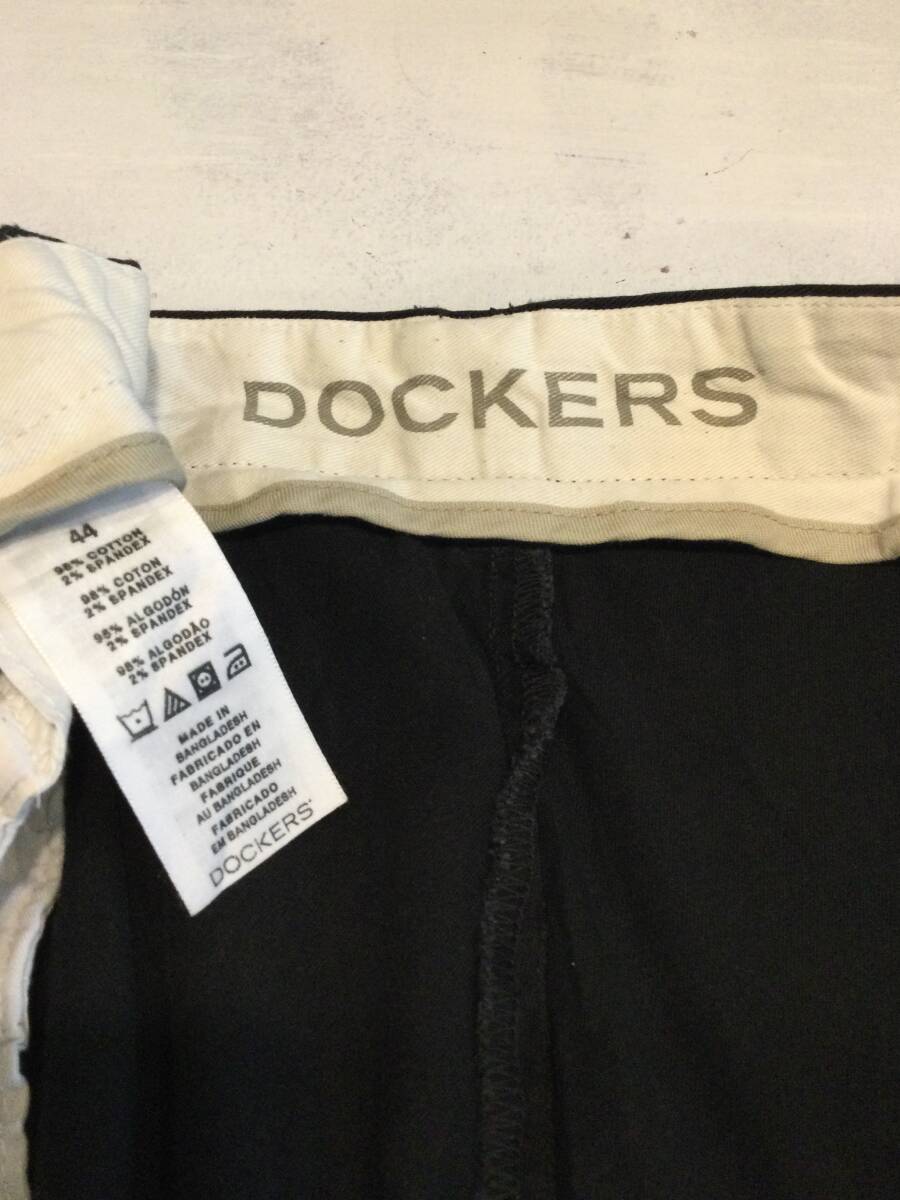 DOCKERS
44
98% COTTON
2% SPANDEX
98% COTON
2% SPANDEX
98% ALGODÓN
2% SPANDEX
98% ALGODÃO
2% SPANDEX
MADE IN
BANGLADESH
FABRICADO EN
BANGLADESH
FABRIQUE
AU BANGLADESH
FABRICADO
EM BANGLADESH
DOCKERS